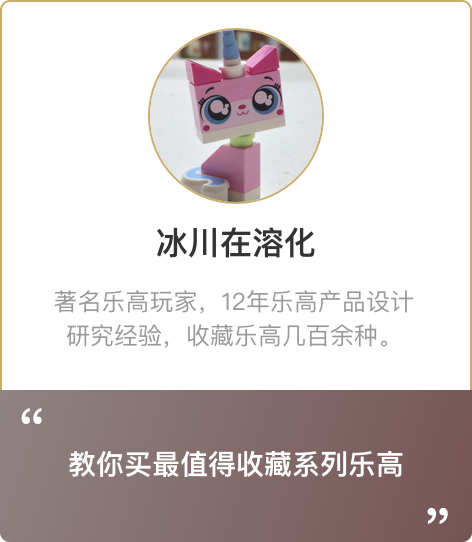 冰川在溶化
著名乐高玩家，12年乐高产品设计
研究经验，收藏乐高几百余种。
“
教你买最值得收藏系列乐高
”